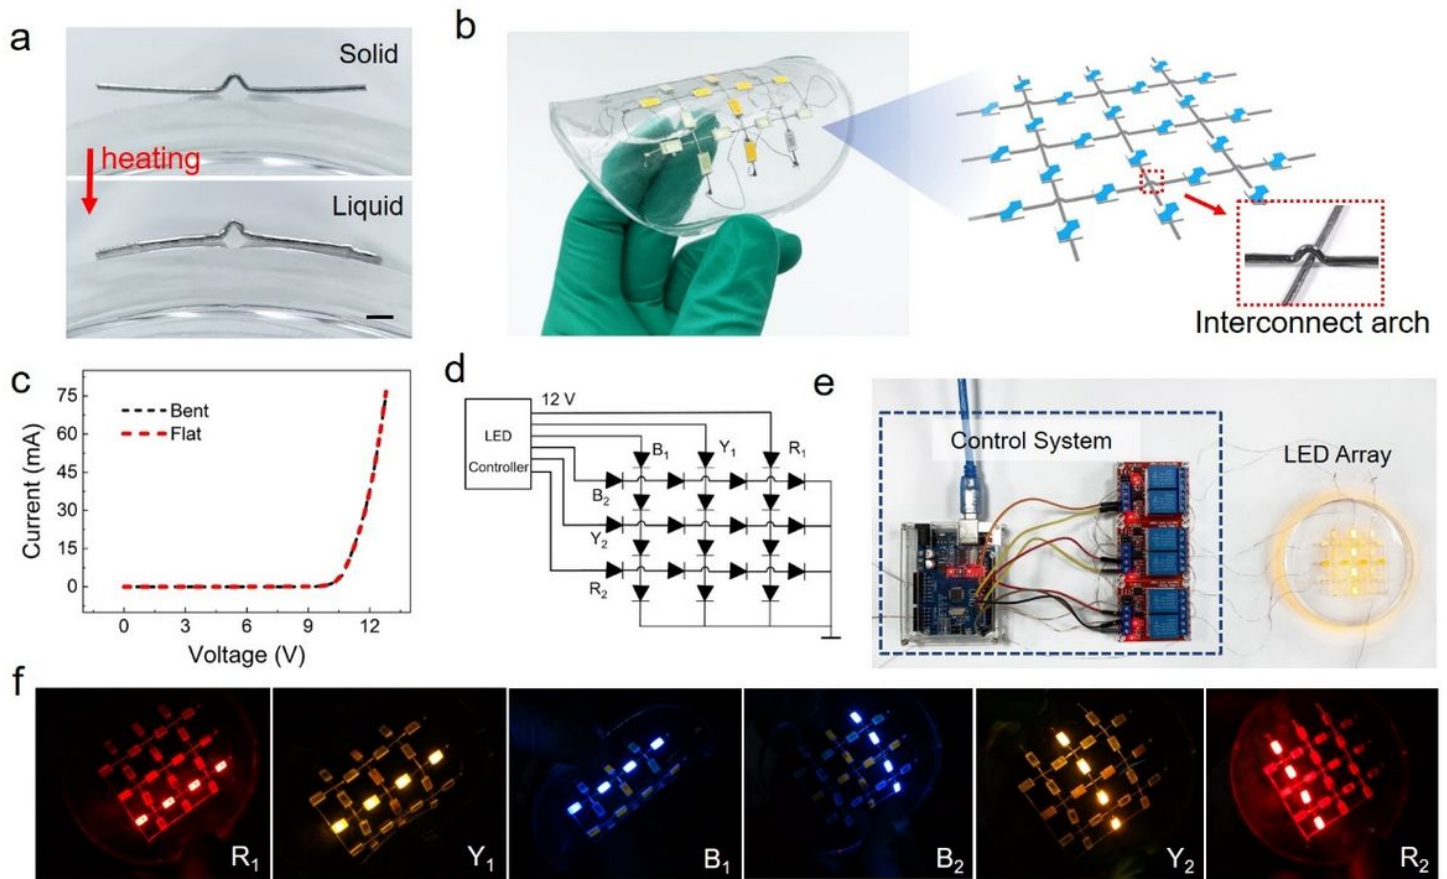 a
Solid
heating
Liquid
b
Interconnect arch
c
75
60
45
30
15
0
Current (mA)
Bent
Flat
0 3 6 9 12
Voltage (V)
d
12 V
LED
Controller
B₁
Y₁
R₁
B₂
Y₂
R₂
e
Control System
LED Array
f
R₁
Y₁
B₁
B₂
Y₂
R₂